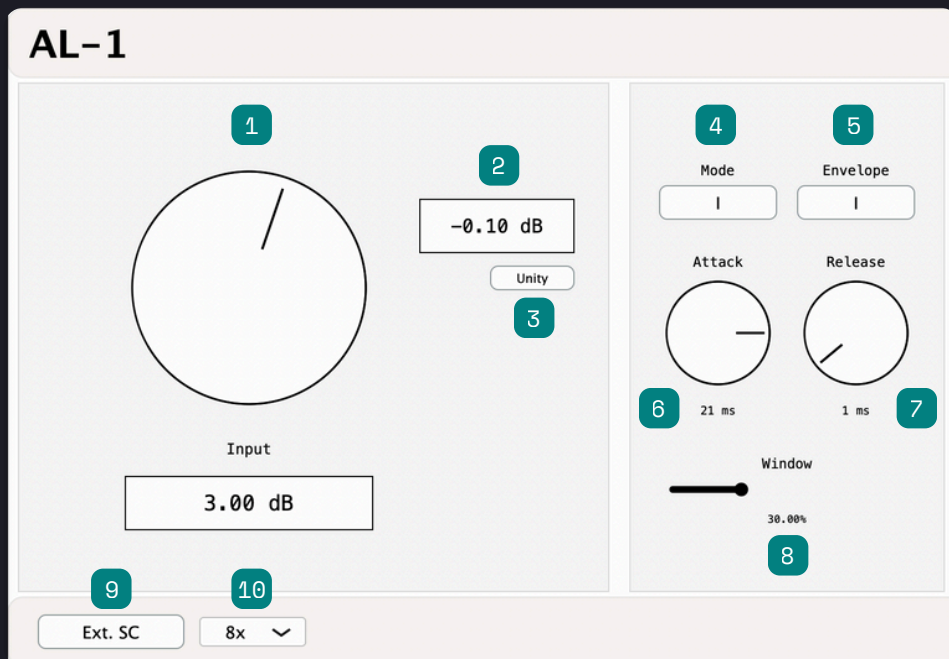 AL-1
1
2
-0.10 dB
Unity
3
Input
3.00 dB
4
5
Mode
Envelope
I
I
Attack
Release
6
21 ms
1 ms
7
Window
30.00%
8
9
10
Ext. SC
8x